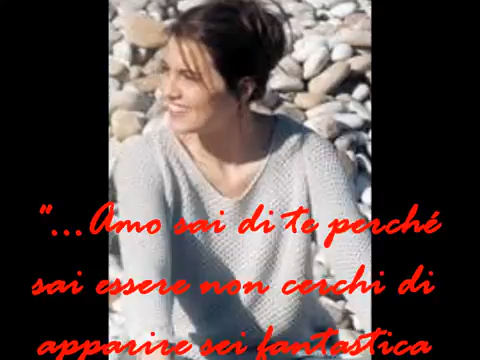 "...Amo sai di te perché
sai essere non cerchi di
apparire sei fantastica